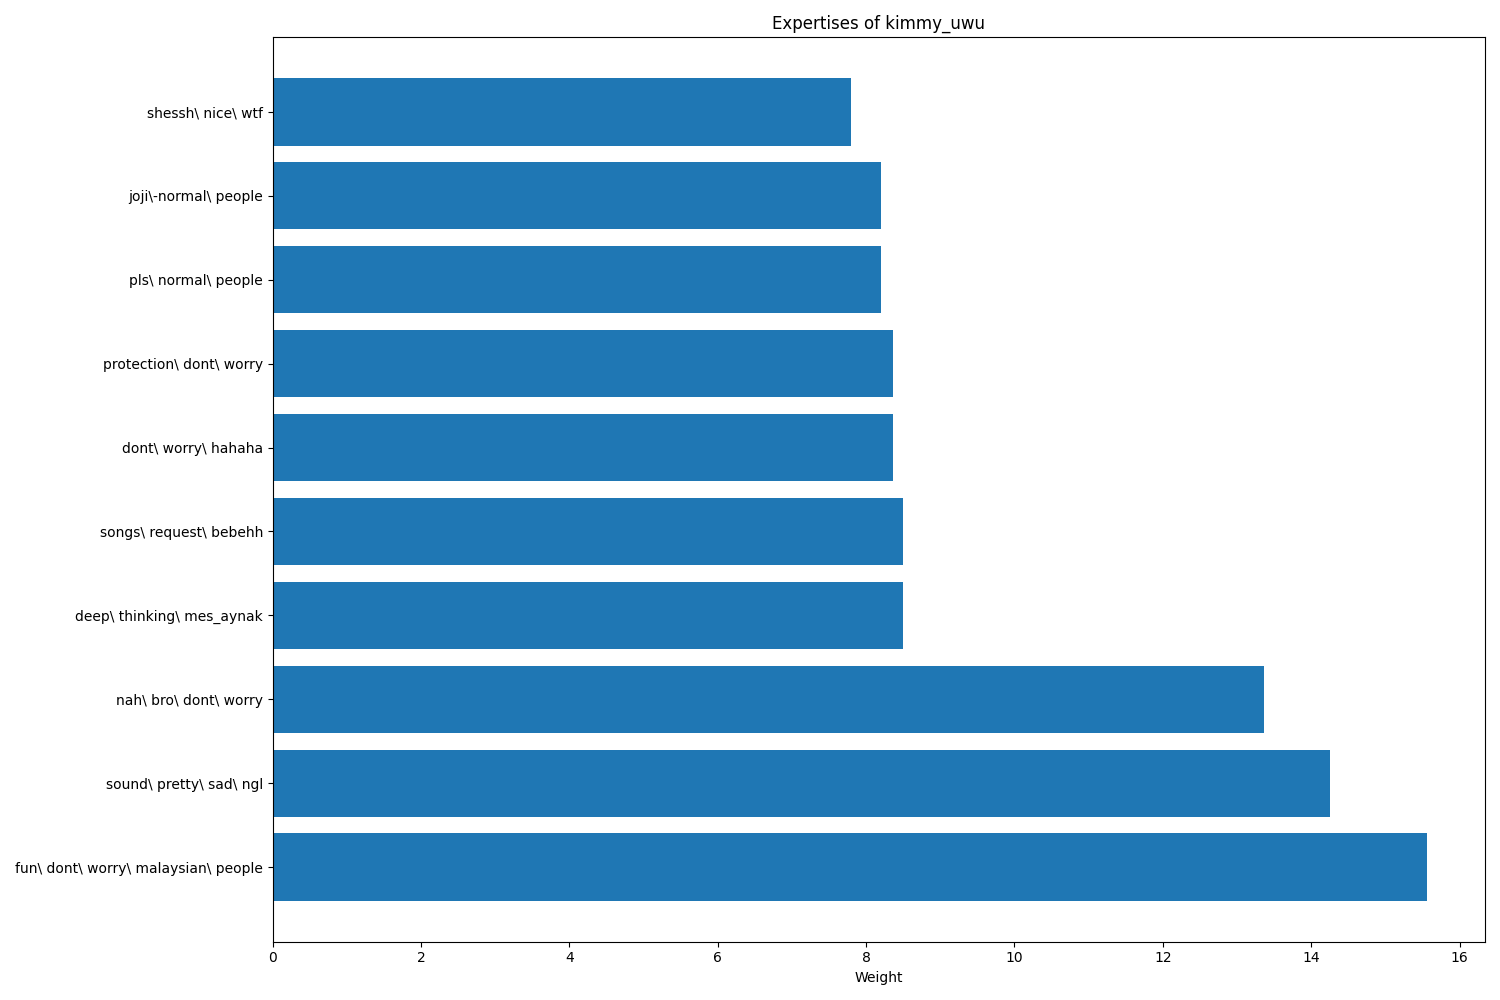 Expertises of kimmy_uwu
shessh\ nice\ wtf
joji\-normal\ people
pls\ normal\ people
protection\ dont\ worry
dont\ worry\ hahaha
songs\ request\ bebehh
deep\ thinking\ mes_aynak
nah\ bro\ dont\ worry
sound\ pretty\ sad\ ngl
fun\ dont\ worry\ malaysian\ people
0 2 4 6 8 10 12 14 16
Weight